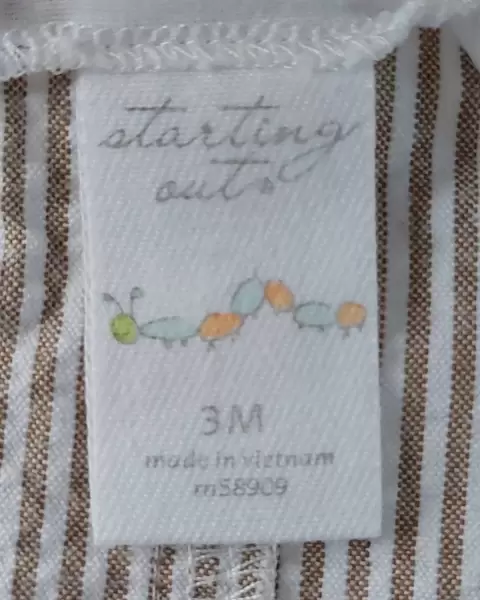 starting
out®
3M
made in vietnam
rn58909